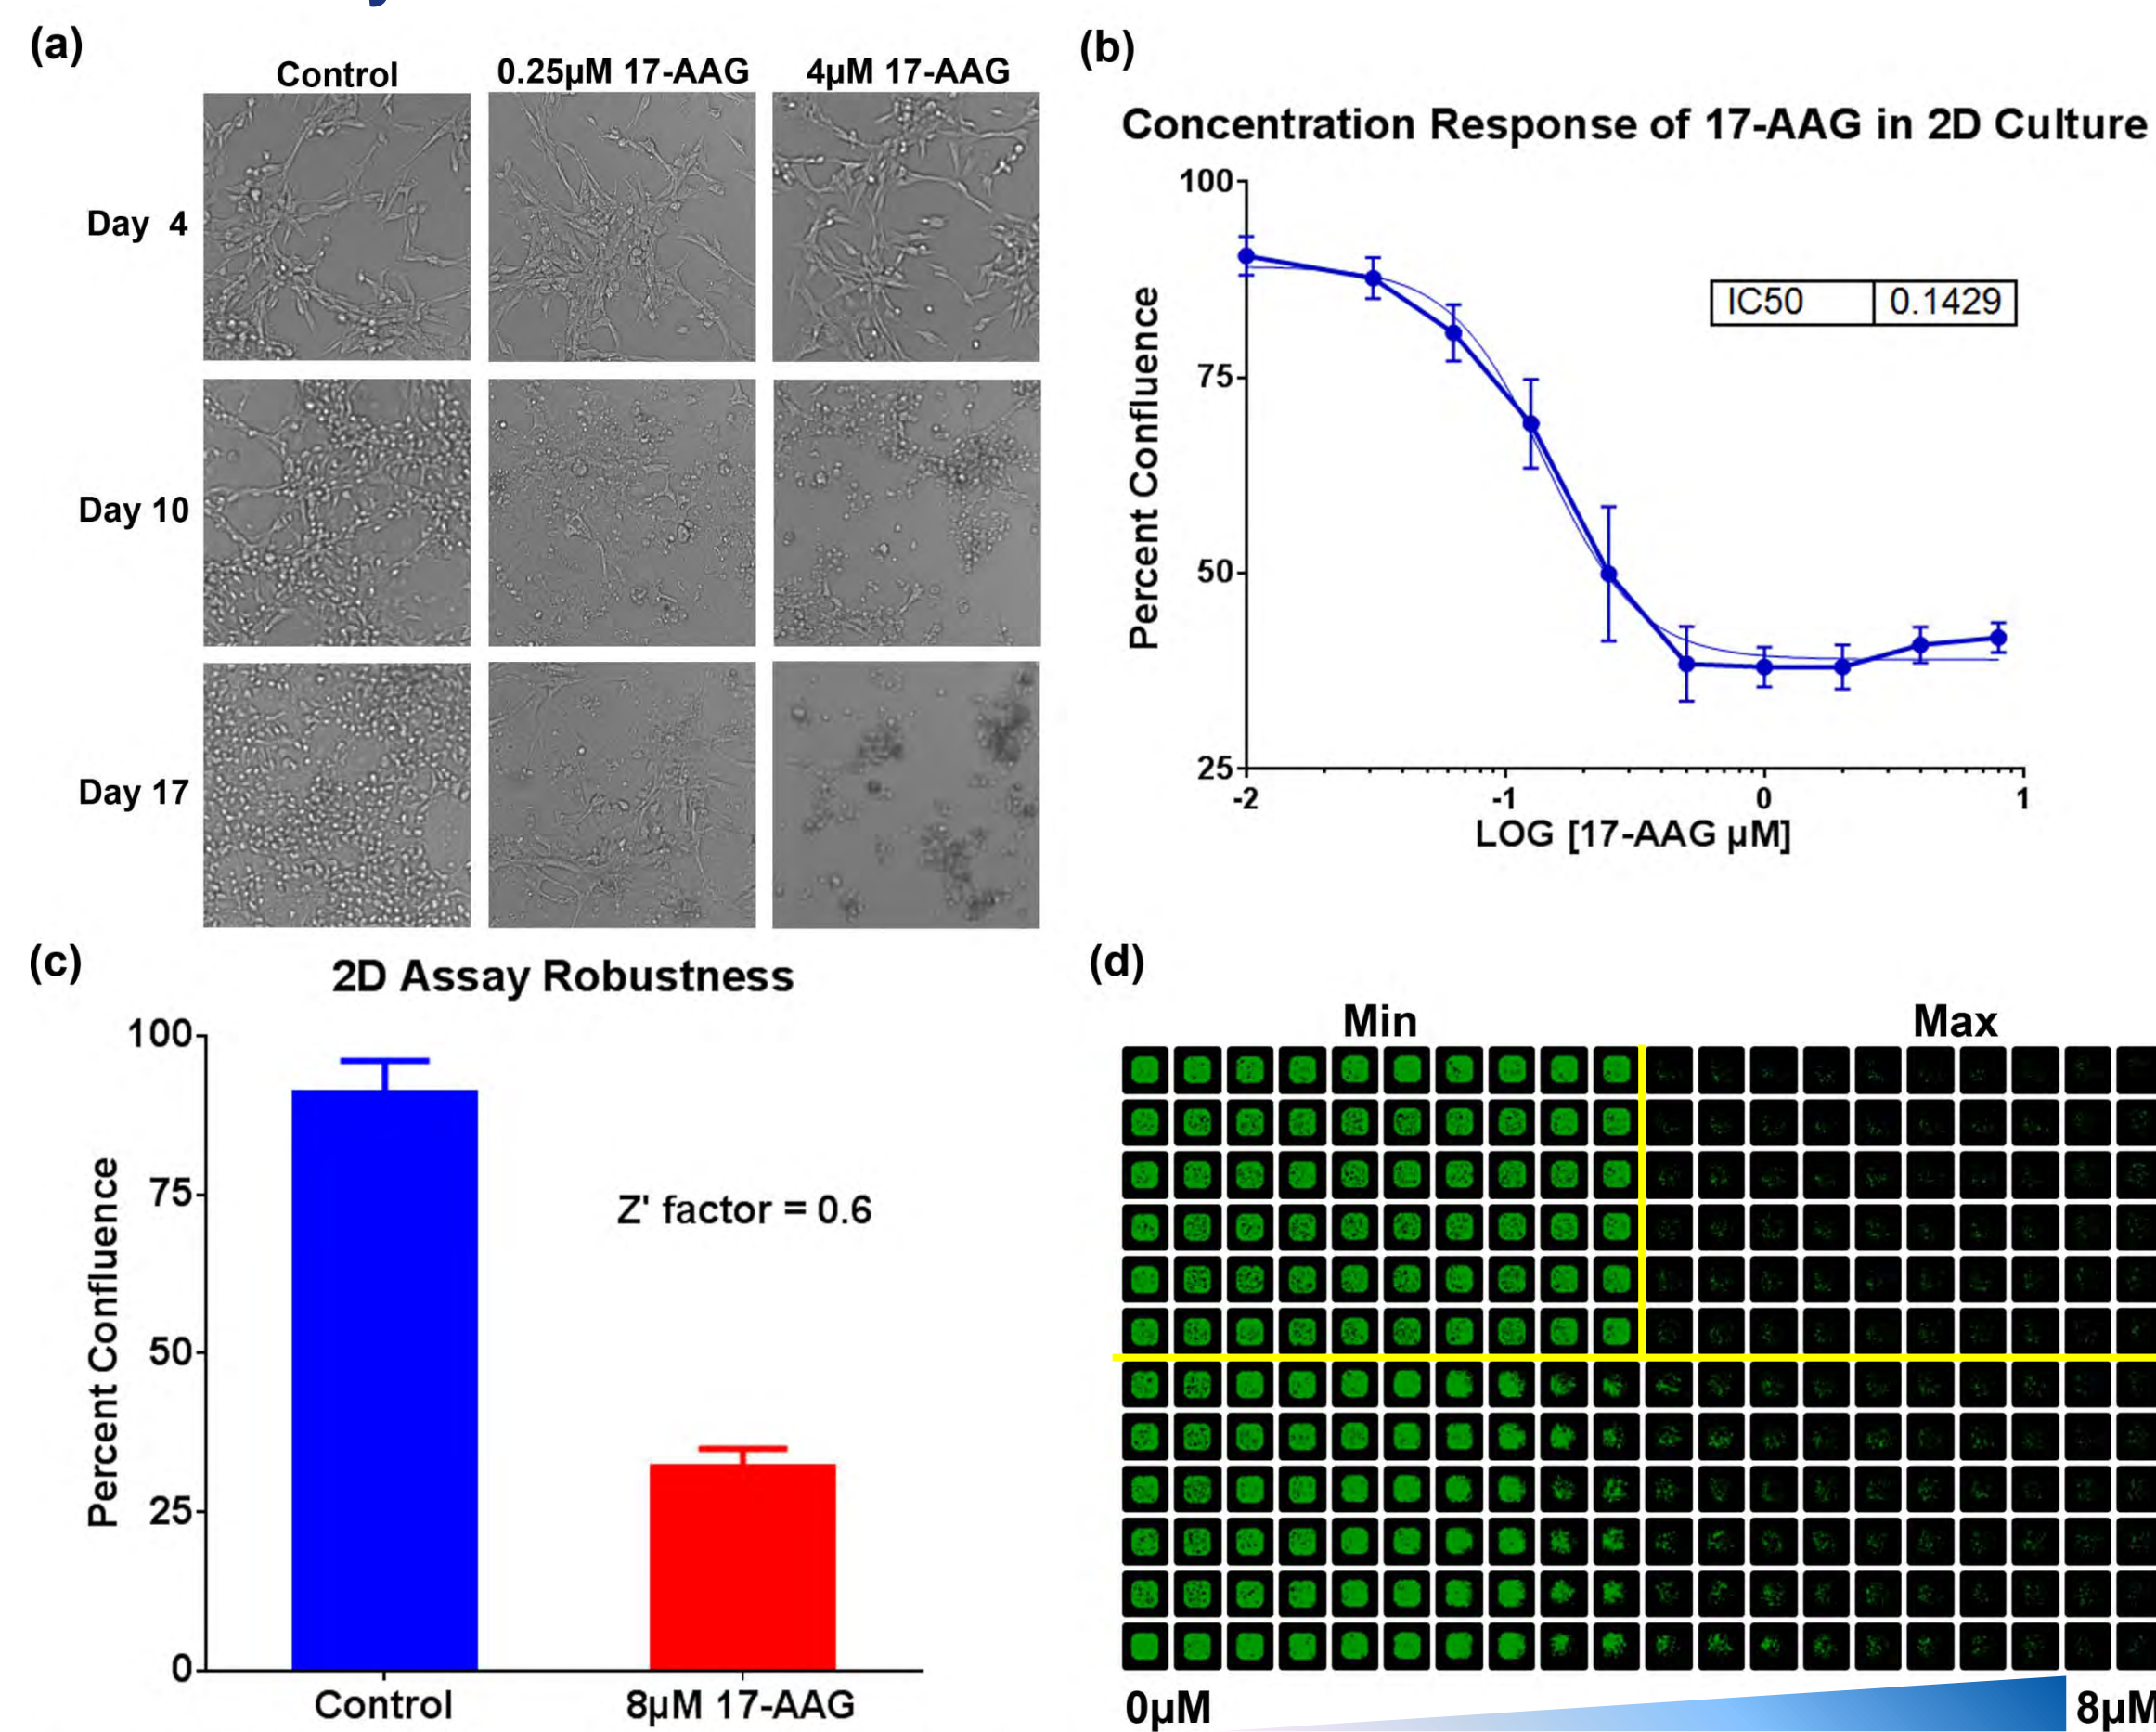 (a)
Control
0.25µM 17-AAG
4µM 17-AAG
Day 4
Day 10
Day 17
(b)
Concentration Response of 17-AAG in 2D Culture
Percent Confluence
100
75
50
25
IC50 0.1429
-2 -1 0 1
LOG [17-AAG µM]
(c)
2D Assay Robustness
Percent Confluence
100
75
50
25
0
Z' factor = 0.6
Control
8µM 17-AAG
(d)
Min
Max
0µM
8µM